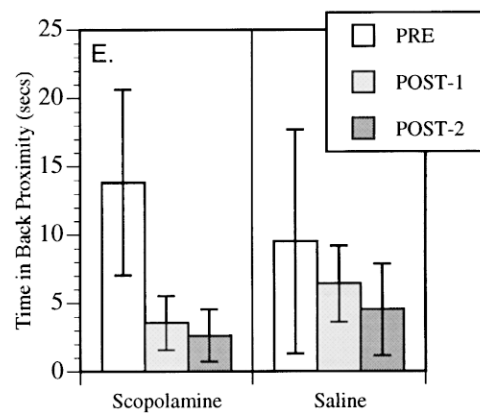 E.
PRE
POST-1
POST-2
Time in Back Proximity (secs)
25
20
15
10
5
0
Scopolamine Saline